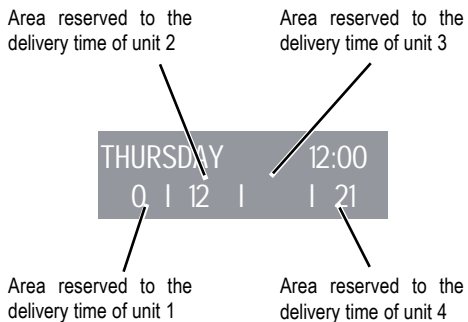 Area reserved to the
delivery time of unit 2
Area reserved to the
delivery time of unit 3
THURSDAY 12:00
0 I 12 I I 21
Area reserved to the
delivery time of unit 1
Area reserved to the
delivery time of unit 4